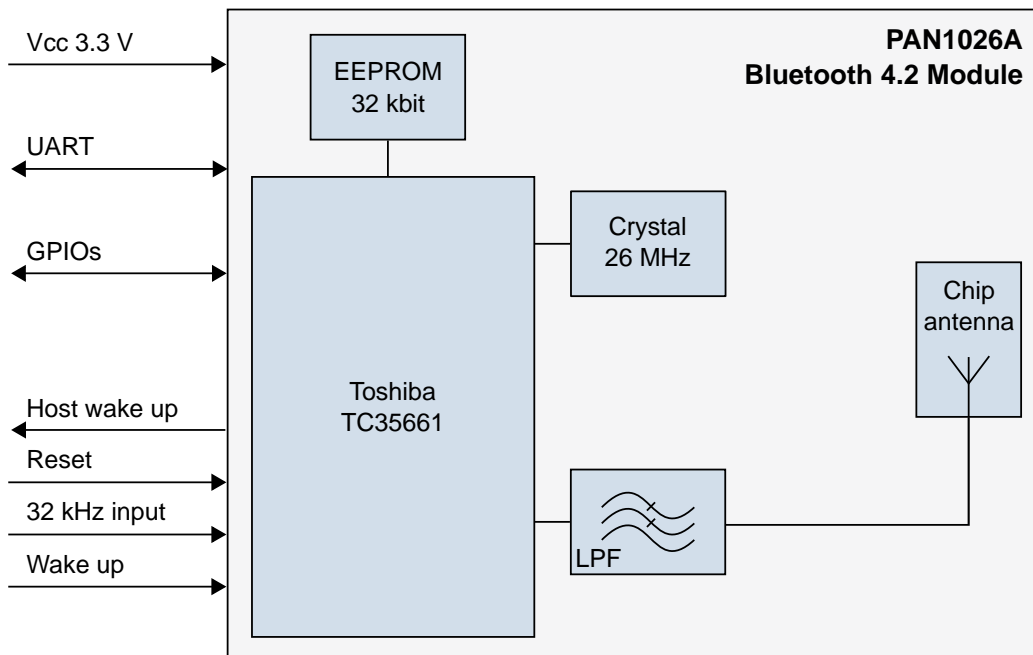 Vcc 3.3 V
UART
GPIOs
Host wake up
Reset
32 kHz input
Wake up
PAN1026A
Bluetooth 4.2 Module
EEPROM
32 kbit
Crystal
26 MHz
Chip
antenna
Toshiba
TC35661
LPF